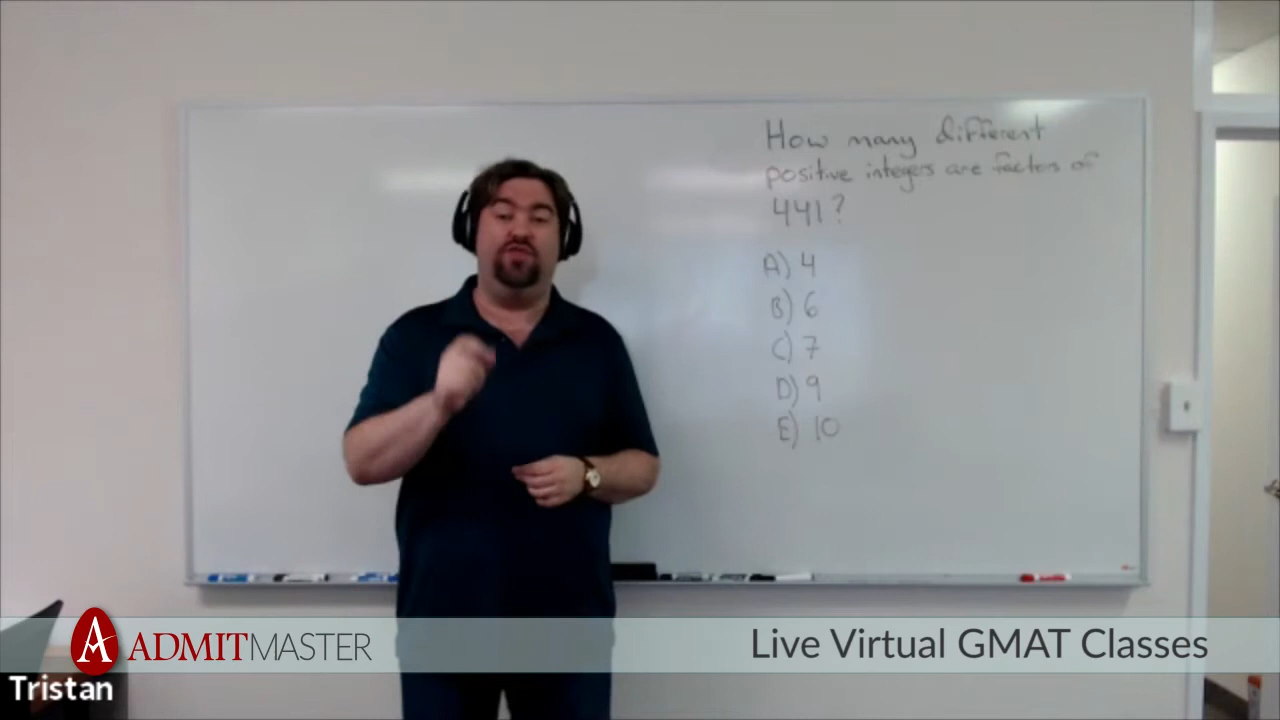 How many different
positive integers are factors of
441?
A) 4
B) 6
C) 7
D) 9
E) 10
A ADMITMASTER
Live Virtual GMAT Classes
Tristan